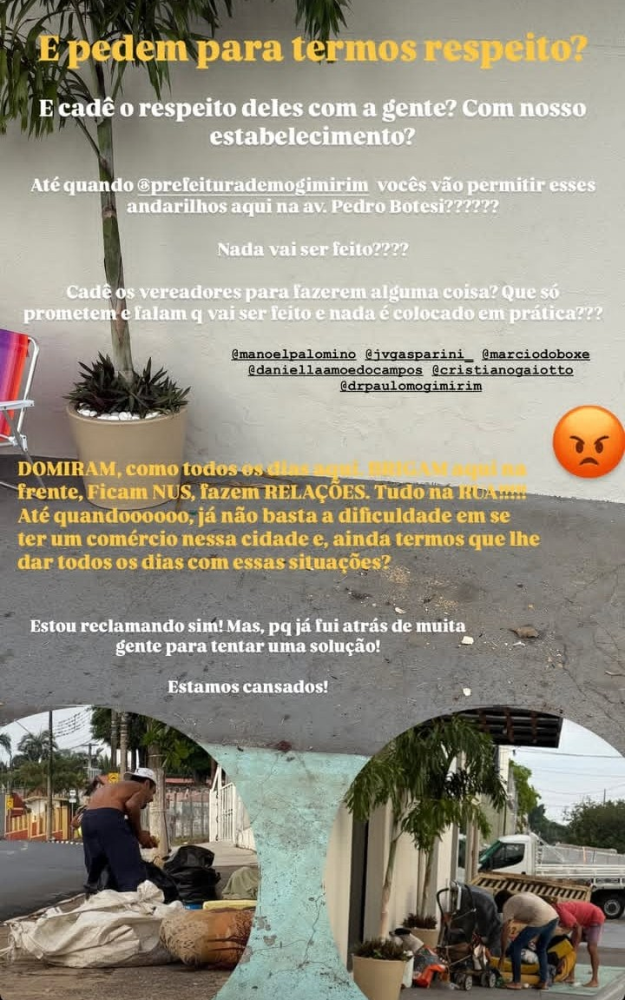 E pedem para termos respeito?
E cadê o respeito deles com a gente? Com nosso
estabelecimento?
Até quando @prefeiturademogimirim vocês vão permitir esses
andarilhos aqui na av. Pedro Botesi??????
Nada vai ser feito????
Cadê os vereadores para fazerem alguma coisa? Que só
prometem e falam q vai ser feito e nada é colocado em prática???
@manoelpalomino @jvgasparini_ @marciodoboxe
@daniellaamoedocampos @cristianogaiotto
@drpaulomogimirim
DOMIRAM, como todos os dias aqui. BRIGAM aqui na
frente, Ficam NUS, fazem RELAÇÕES. Tudo na RUA!!!!!
Até quandoooooo, já não basta a dificuldade em se
ter um comércio nessa cidade e, ainda termos que lhe
dar todos os dias com essas situações?
Estou reclamando sim! Mas, pq já fui atrás de muita
gente para tentar uma solução!
Estamos cansados!